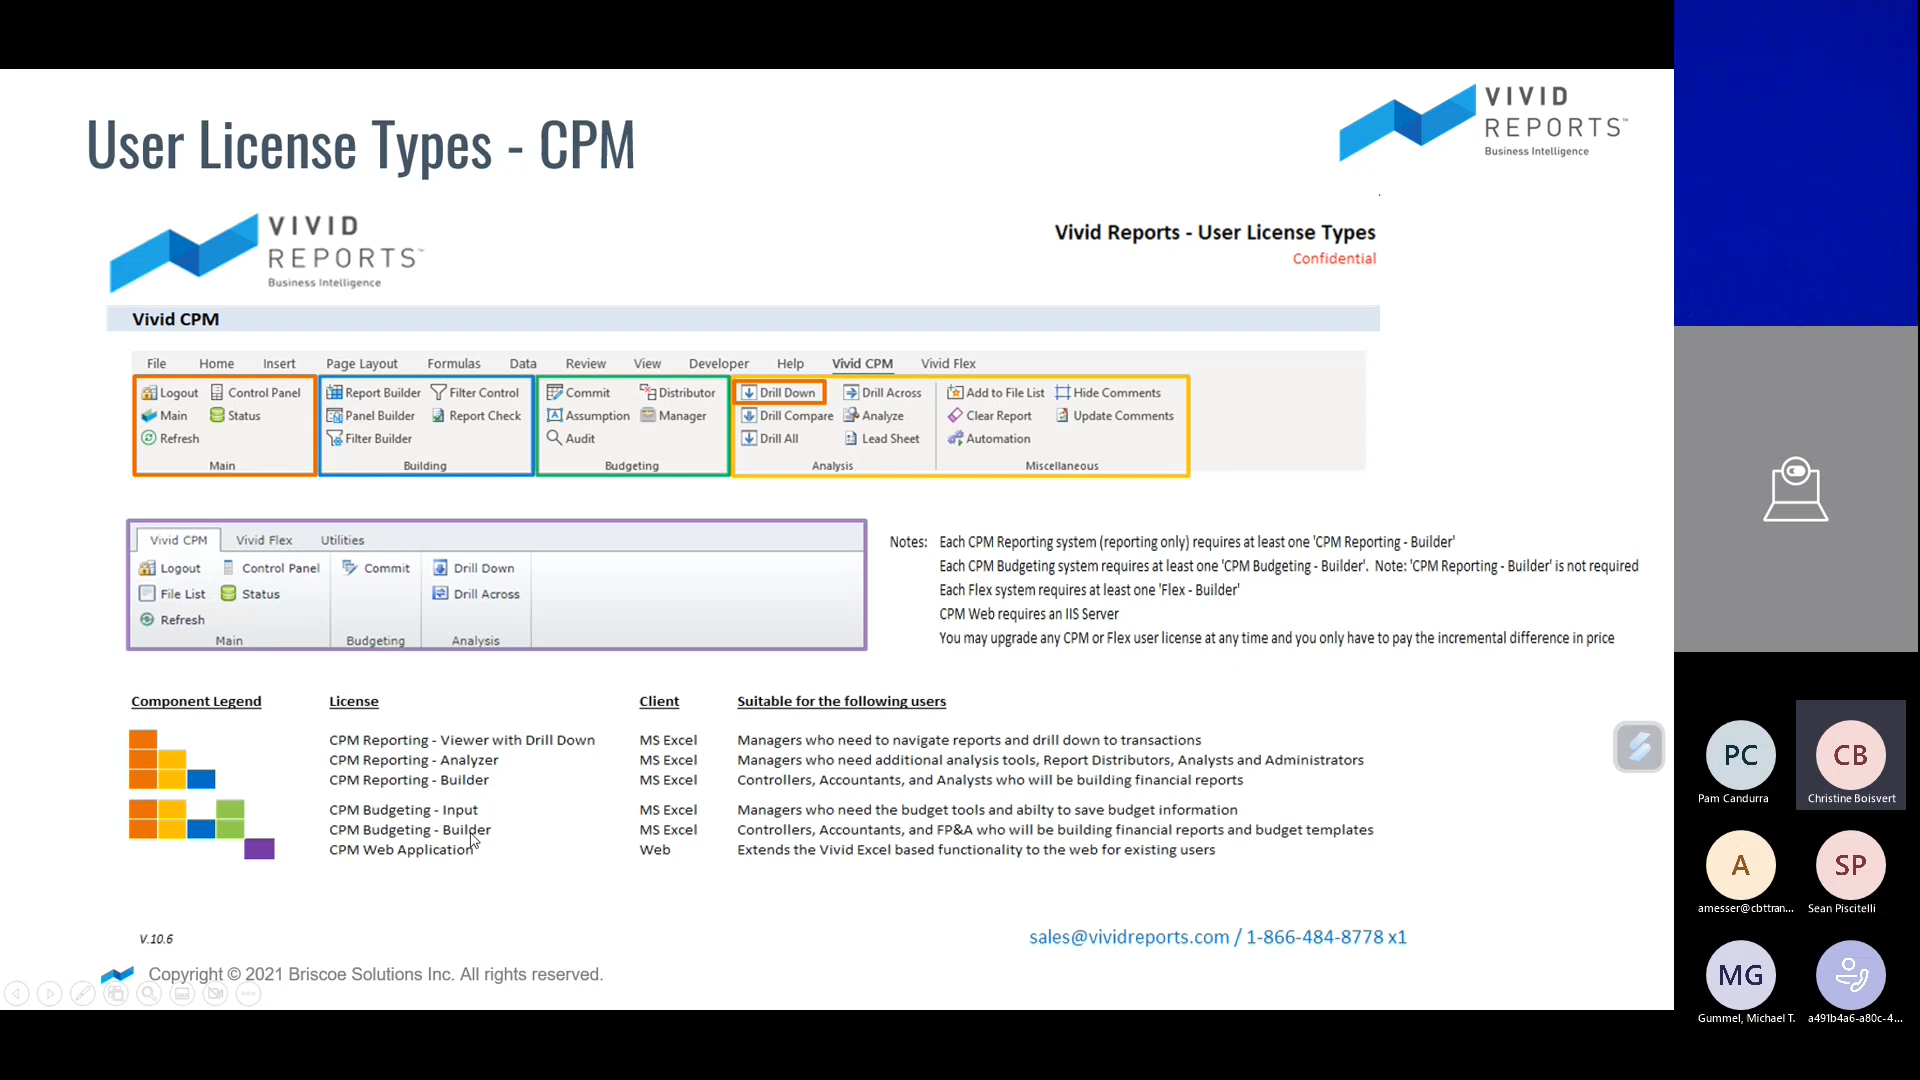 User License Types - CPM
VIVID
REPORTS™
Business Intelligence
VIVID
REPORTS™
Business Intelligence
Vivid Reports - User License Types
Confidential
Vivid CPM
File Home Insert Page Layout Formulas Data Review View Developer Help Vivid CPM Vivid Flex
Logout Control Panel Report Builder Filter Control Commit Distributor Drill Down Drill Across Add to File List Hide Comments
Main Status Panel Builder Report Check Assumption Manager Drill Compare Analyze Clear Report Update Comments
Refresh Filter Builder Audit Drill All Lead Sheet Automation
Main Building Budgeting Analysis Miscellaneous
Vivid CPM Vivid Flex Utilities
Logout Control Panel Commit Drill Down
File List Status Drill Across
Refresh
Main Budgeting Analysis
Notes: Each CPM Reporting system (reporting only) requires at least one 'CPM Reporting - Builder'
Each CPM Budgeting system requires at least one 'CPM Budgeting - Builder'. Note: 'CPM Reporting - Builder' is not required
Each Flex system requires at least one 'Flex - Builder'
CPM Web requires an IIS Server
You may upgrade any CPM or Flex user license at any time and you only have to pay the incremental difference in price
Component Legend License Client Suitable for the following users
CPM Reporting - Viewer with Drill Down MS Excel Managers who need to navigate reports and drill down to transactions
CPM Reporting - Analyzer MS Excel Managers who need additional analysis tools, Report Distributors, Analysts and Administrators
CPM Reporting - Builder MS Excel Controllers, Accountants, and Analysts who will be building financial reports
CPM Budgeting - Input MS Excel Managers who need the budget tools and abilty to save budget information
CPM Budgeting - Builder MS Excel Controllers, Accountants, and FP&A who will be building financial reports and budget templates
CPM Web Application Web Extends the Vivid Excel based functionality to the web for existing users
V.10.6
sales@vividreports.com / 1-866-484-8778 x1
Copyright © 2021 Briscoe Solutions Inc. All rights reserved.
PC CB
Pam Candurra Christine Boisvert
A SP
amesser@cbttran... Sean Piscitelli
MG
Gummel, Michael T. a491b4a6-a80c-4...